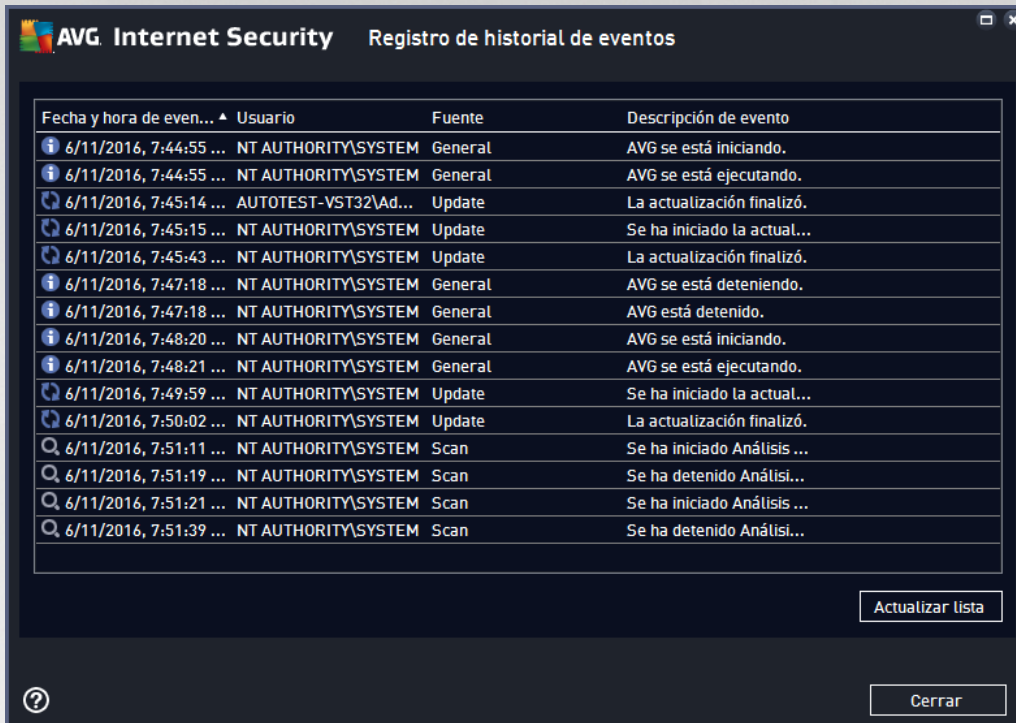 AVG Internet Security Registro de historial de eventos
Fecha y hora de even... Usuario Fuente Descripción de evento
6/11/2016, 7:44:55 ... NT AUTHORITY\SYSTEM General AVG se está iniciando.
6/11/2016, 7:44:55 ... NT AUTHORITY\SYSTEM General AVG se está ejecutando.
6/11/2016, 7:45:14 ... AUTOTEST-VST32\Ad... Update La actualización finalizó.
6/11/2016, 7:45:15 ... NT AUTHORITY\SYSTEM Update Se ha iniciado la actual...
6/11/2016, 7:45:43 ... NT AUTHORITY\SYSTEM Update La actualización finalizó.
6/11/2016, 7:47:18 ... NT AUTHORITY\SYSTEM General AVG se está deteniendo.
6/11/2016, 7:47:18 ... NT AUTHORITY\SYSTEM General AVG está detenido.
6/11/2016, 7:48:20 ... NT AUTHORITY\SYSTEM General AVG se está iniciando.
6/11/2016, 7:48:21 ... NT AUTHORITY\SYSTEM General AVG se está ejecutando.
6/11/2016, 7:49:59 ... NT AUTHORITY\SYSTEM Update Se ha iniciado la actual...
6/11/2016, 7:50:02 ... NT AUTHORITY\SYSTEM Update La actualización finalizó.
6/11/2016, 7:51:11 ... NT AUTHORITY\SYSTEM Scan Se ha iniciado Análisis ...
6/11/2016, 7:51:19 ... NT AUTHORITY\SYSTEM Scan Se ha detenido Análisi...
6/11/2016, 7:51:21 ... NT AUTHORITY\SYSTEM Scan Se ha iniciado Análisis ...
6/11/2016, 7:51:39 ... NT AUTHORITY\SYSTEM Scan Se ha detenido Análisi...
Actualizar lista
Cerrar